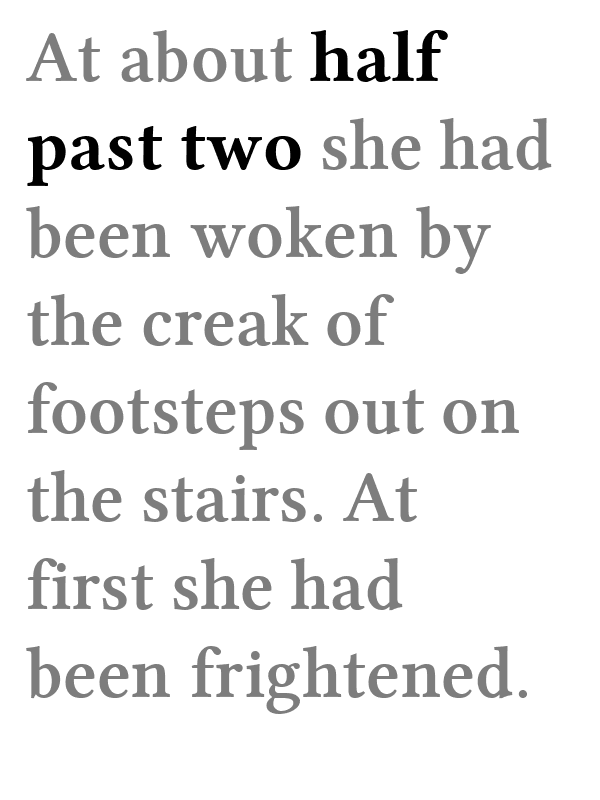 At about half
past two she had
been woken by
the creak of
footsteps out on
the stairs. At
first she had
been frightened.